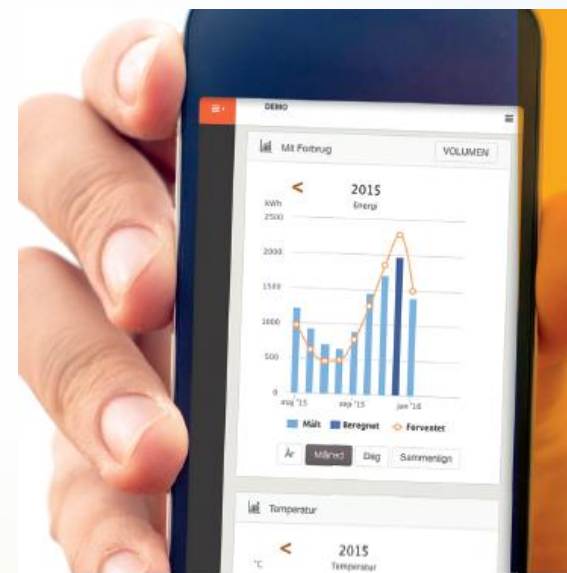 DEMO
Mit Forbrug
VOLUMEN
<
2015
Energi
kWh
2500
2000
1500
1000
500
0
aug '15
sep '15
jan '16
Målt
Beregnet
Forventet
År
Måned
Dag
Sammenlign
Temperatur
<
2015
°C
Temperatur